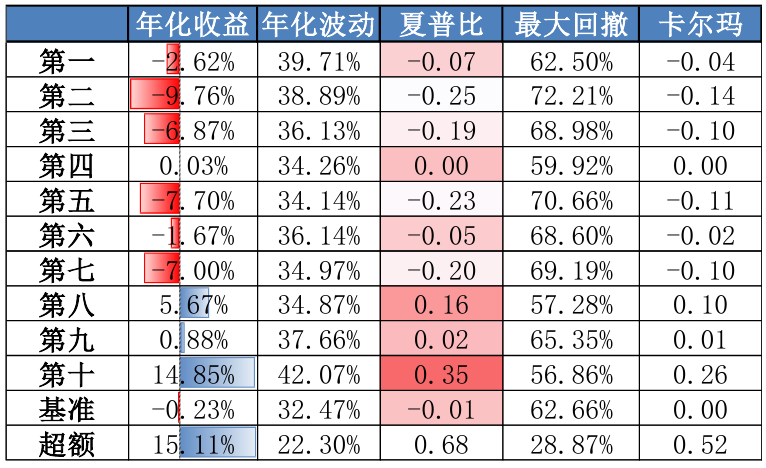 年化收益 年化波动 夏普比 最大回撤 卡尔玛
第一 -2.62% 39.71% -0.07 62.50% -0.04
第二 -9.76% 38.89% -0.25 72.21% -0.14
第三 -6.87% 36.13% -0.19 68.98% -0.10
第四 0.03% 34.26% 0.00 59.92% 0.00
第五 -7.70% 34.14% -0.23 70.66% -0.11
第六 -1.67% 36.14% -0.05 68.60% -0.02
第七 -7.00% 34.97% -0.20 69.19% -0.10
第八 5.67% 34.87% 0.16 57.28% 0.10
第九 0.88% 37.66% 0.02 65.35% 0.01
第十 14.85% 42.07% 0.35 56.86% 0.26
基准 -0.23% 32.47% -0.01 62.66% 0.00
超额 15.11% 22.30% 0.68 28.87% 0.52